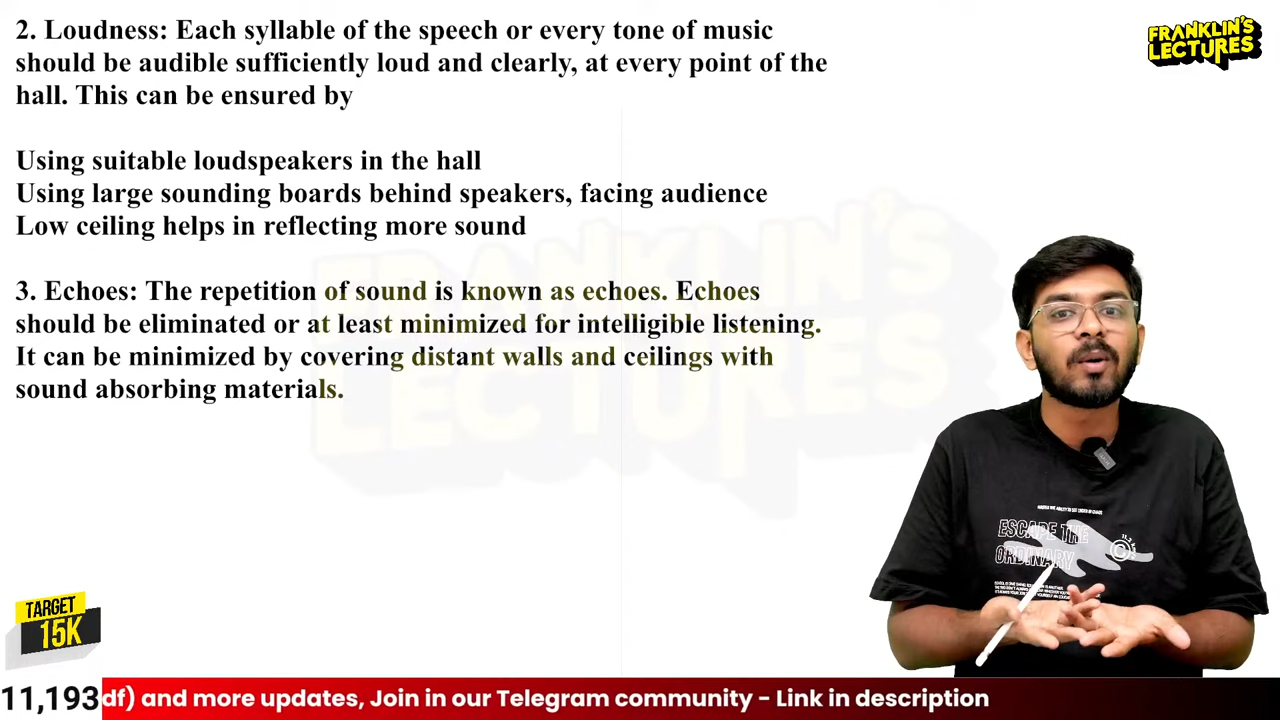 2. Loudness: Each syllable of the speech or every tone of music
should be audible sufficiently loud and clearly, at every point of the
hall. This can be ensured by
Using suitable loudspeakers in the hall
Using large sounding boards behind speakers, facing audience
Low ceiling helps in reflecting more sound
3. Echoes: The repetition of sound is known as echoes. Echoes
should be eliminated or at least minimized for intelligible listening.
It can be minimized by covering distant walls and ceilings with
sound absorbing materials.
FRANKLIN'S
LECTURES
FRANKLIN'S
LECTURES
ESCAPE THE
ORDINARY
TARGET
15K
11,193
df) and more updates, Join in our Telegram community - Link in description